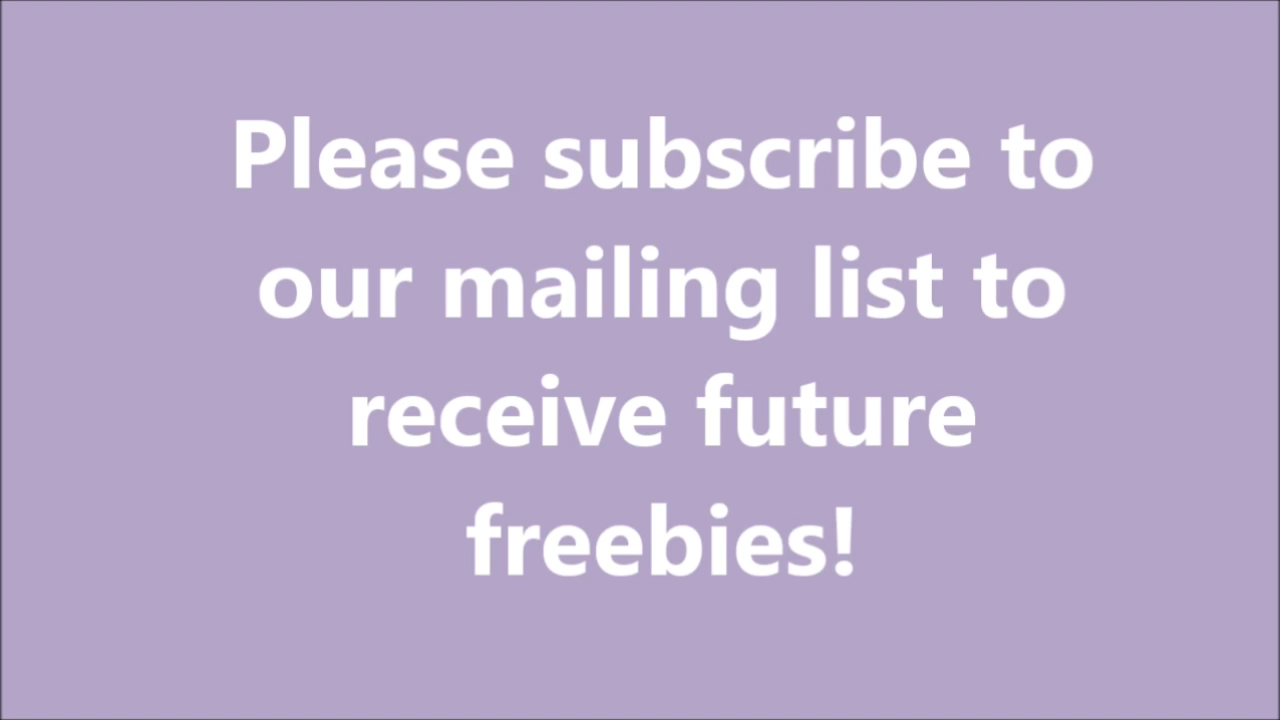 Please subscribe to
our mailing list to
receive future
freebies!